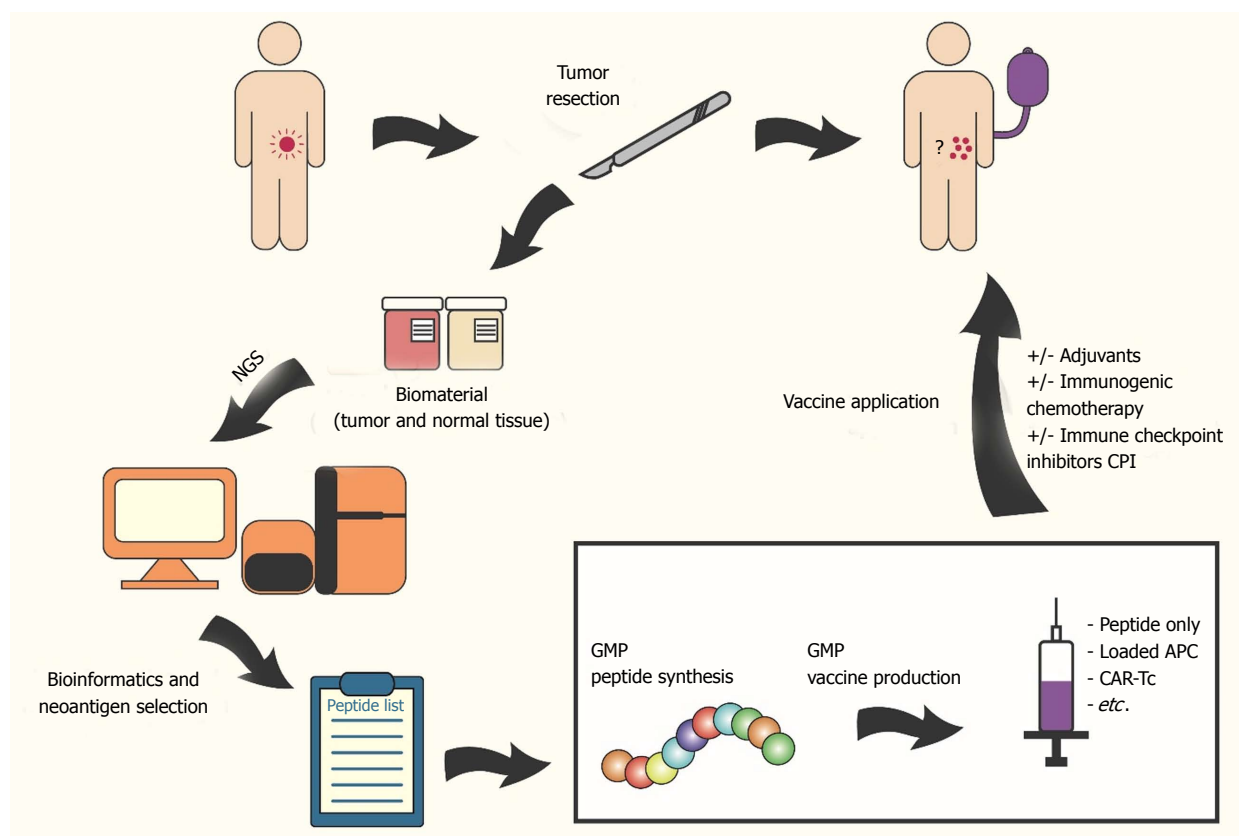 Tumor
resection
?
NGS
Biomaterial
(tumor and normal tissue)
Vaccine application
+/- Adjuvants
+/- Immunogenic
chemotherapy
+/- Immune checkpoint
inhibitors CPI
Bioinformatics and
neoantigen selection
Peptide list
GMP
peptide synthesis
GMP
vaccine production
- Peptide only
- Loaded APC
- CAR-Tc
- etc.